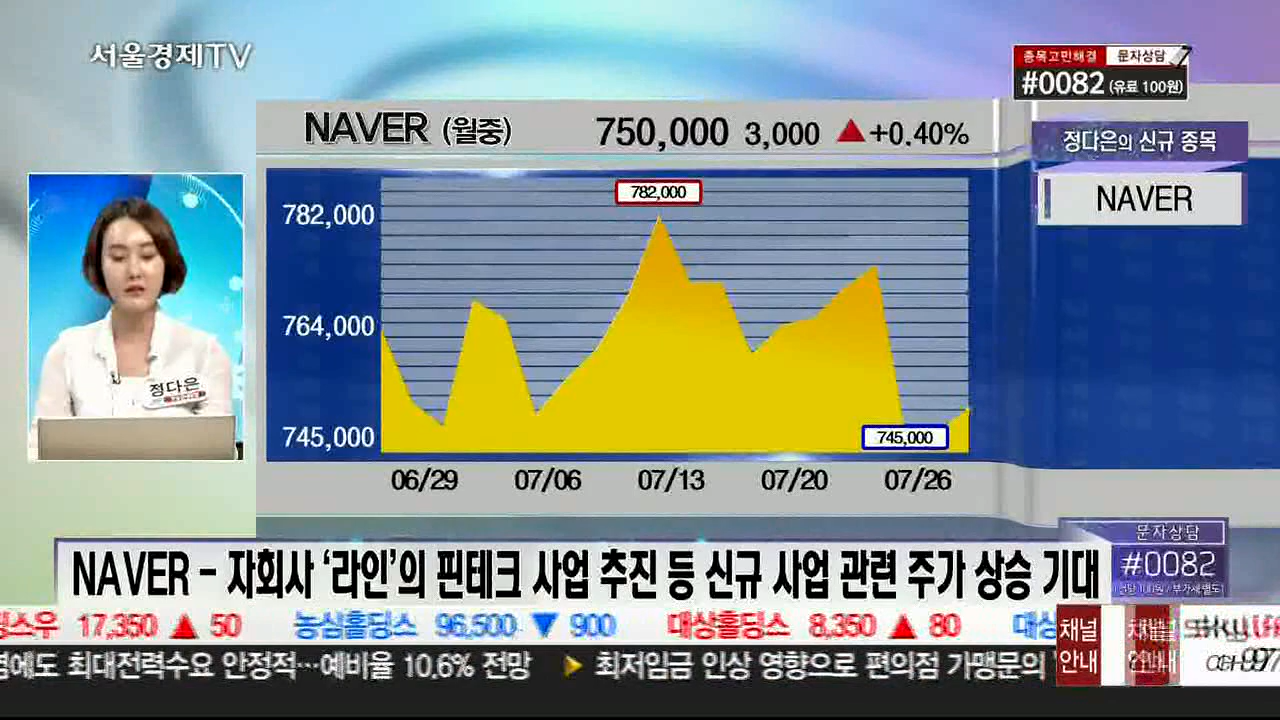 서울경제TV
종목고민해결 문자상담
#0082 (유료 100원)
NAVER (월중) 750,000 3,000 ▲+0.40%
정다은의 신규 종목
NAVER
782,000
782,000
764,000
745,000
745,000
06/29 07/06 07/13 07/20 07/26
정다은
문자상담
#0082
NAVER - 자회사 ‘라인’의 핀테크 사업 추진 등 신규 사업 관련 주가 상승 기대
딩스우 17,350 ▲ 50 농심홀딩스 96,500 ▼ 900 대상홀딩스 8,350 ▲ 80 대상
채널안내
에도 최대전력수요 안정적…예비율 10.6% 전망 ▶ 최저임금 인상 영향으로 편의점 가맹문의